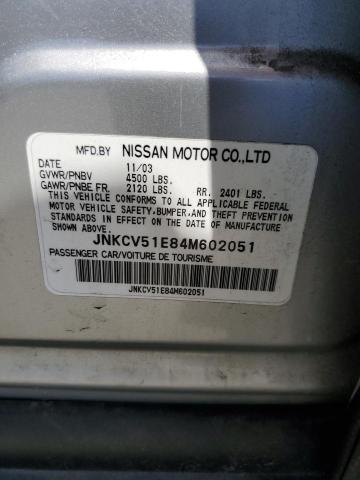 MFD.BY NISSAN MOTOR CO.,LTD
DATE 11/03
GVWR/PNBV 4500 LBS.
GAWR/PNBE FR. 2120 LBS. RR. 2401 LBS.
THIS VEHICLE CONFORMS TO ALL APPLICABLE FEDERAL
MOTOR VEHICLE SAFETY,BUMPER,AND THEFT PREVENTION
STANDARDS IN EFFECT ON THE DATE OF MANUFACTURE
SHOWN ABOVE.
JNKCV51E84M602051
PASSENGER CAR/VOITURE DE TOURISME
JNKCV51E84M602051